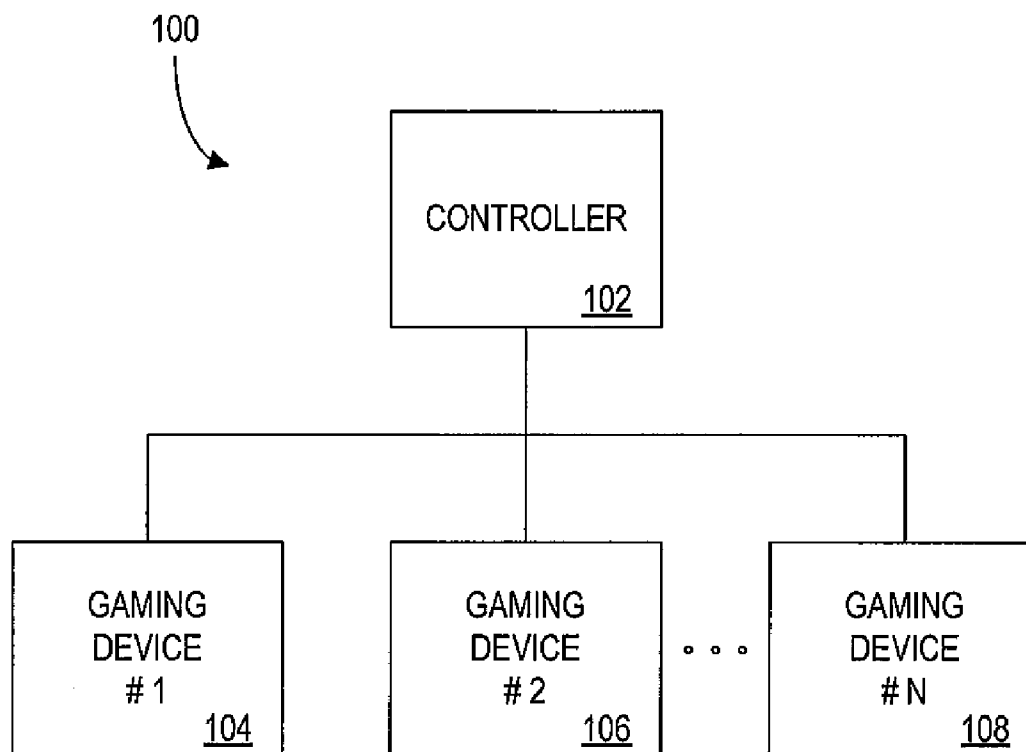 100
CONTROLLER
102
GAMING
DEVICE
# 1
104
GAMING
DEVICE
# 2
106
GAMING
DEVICE
# N
108